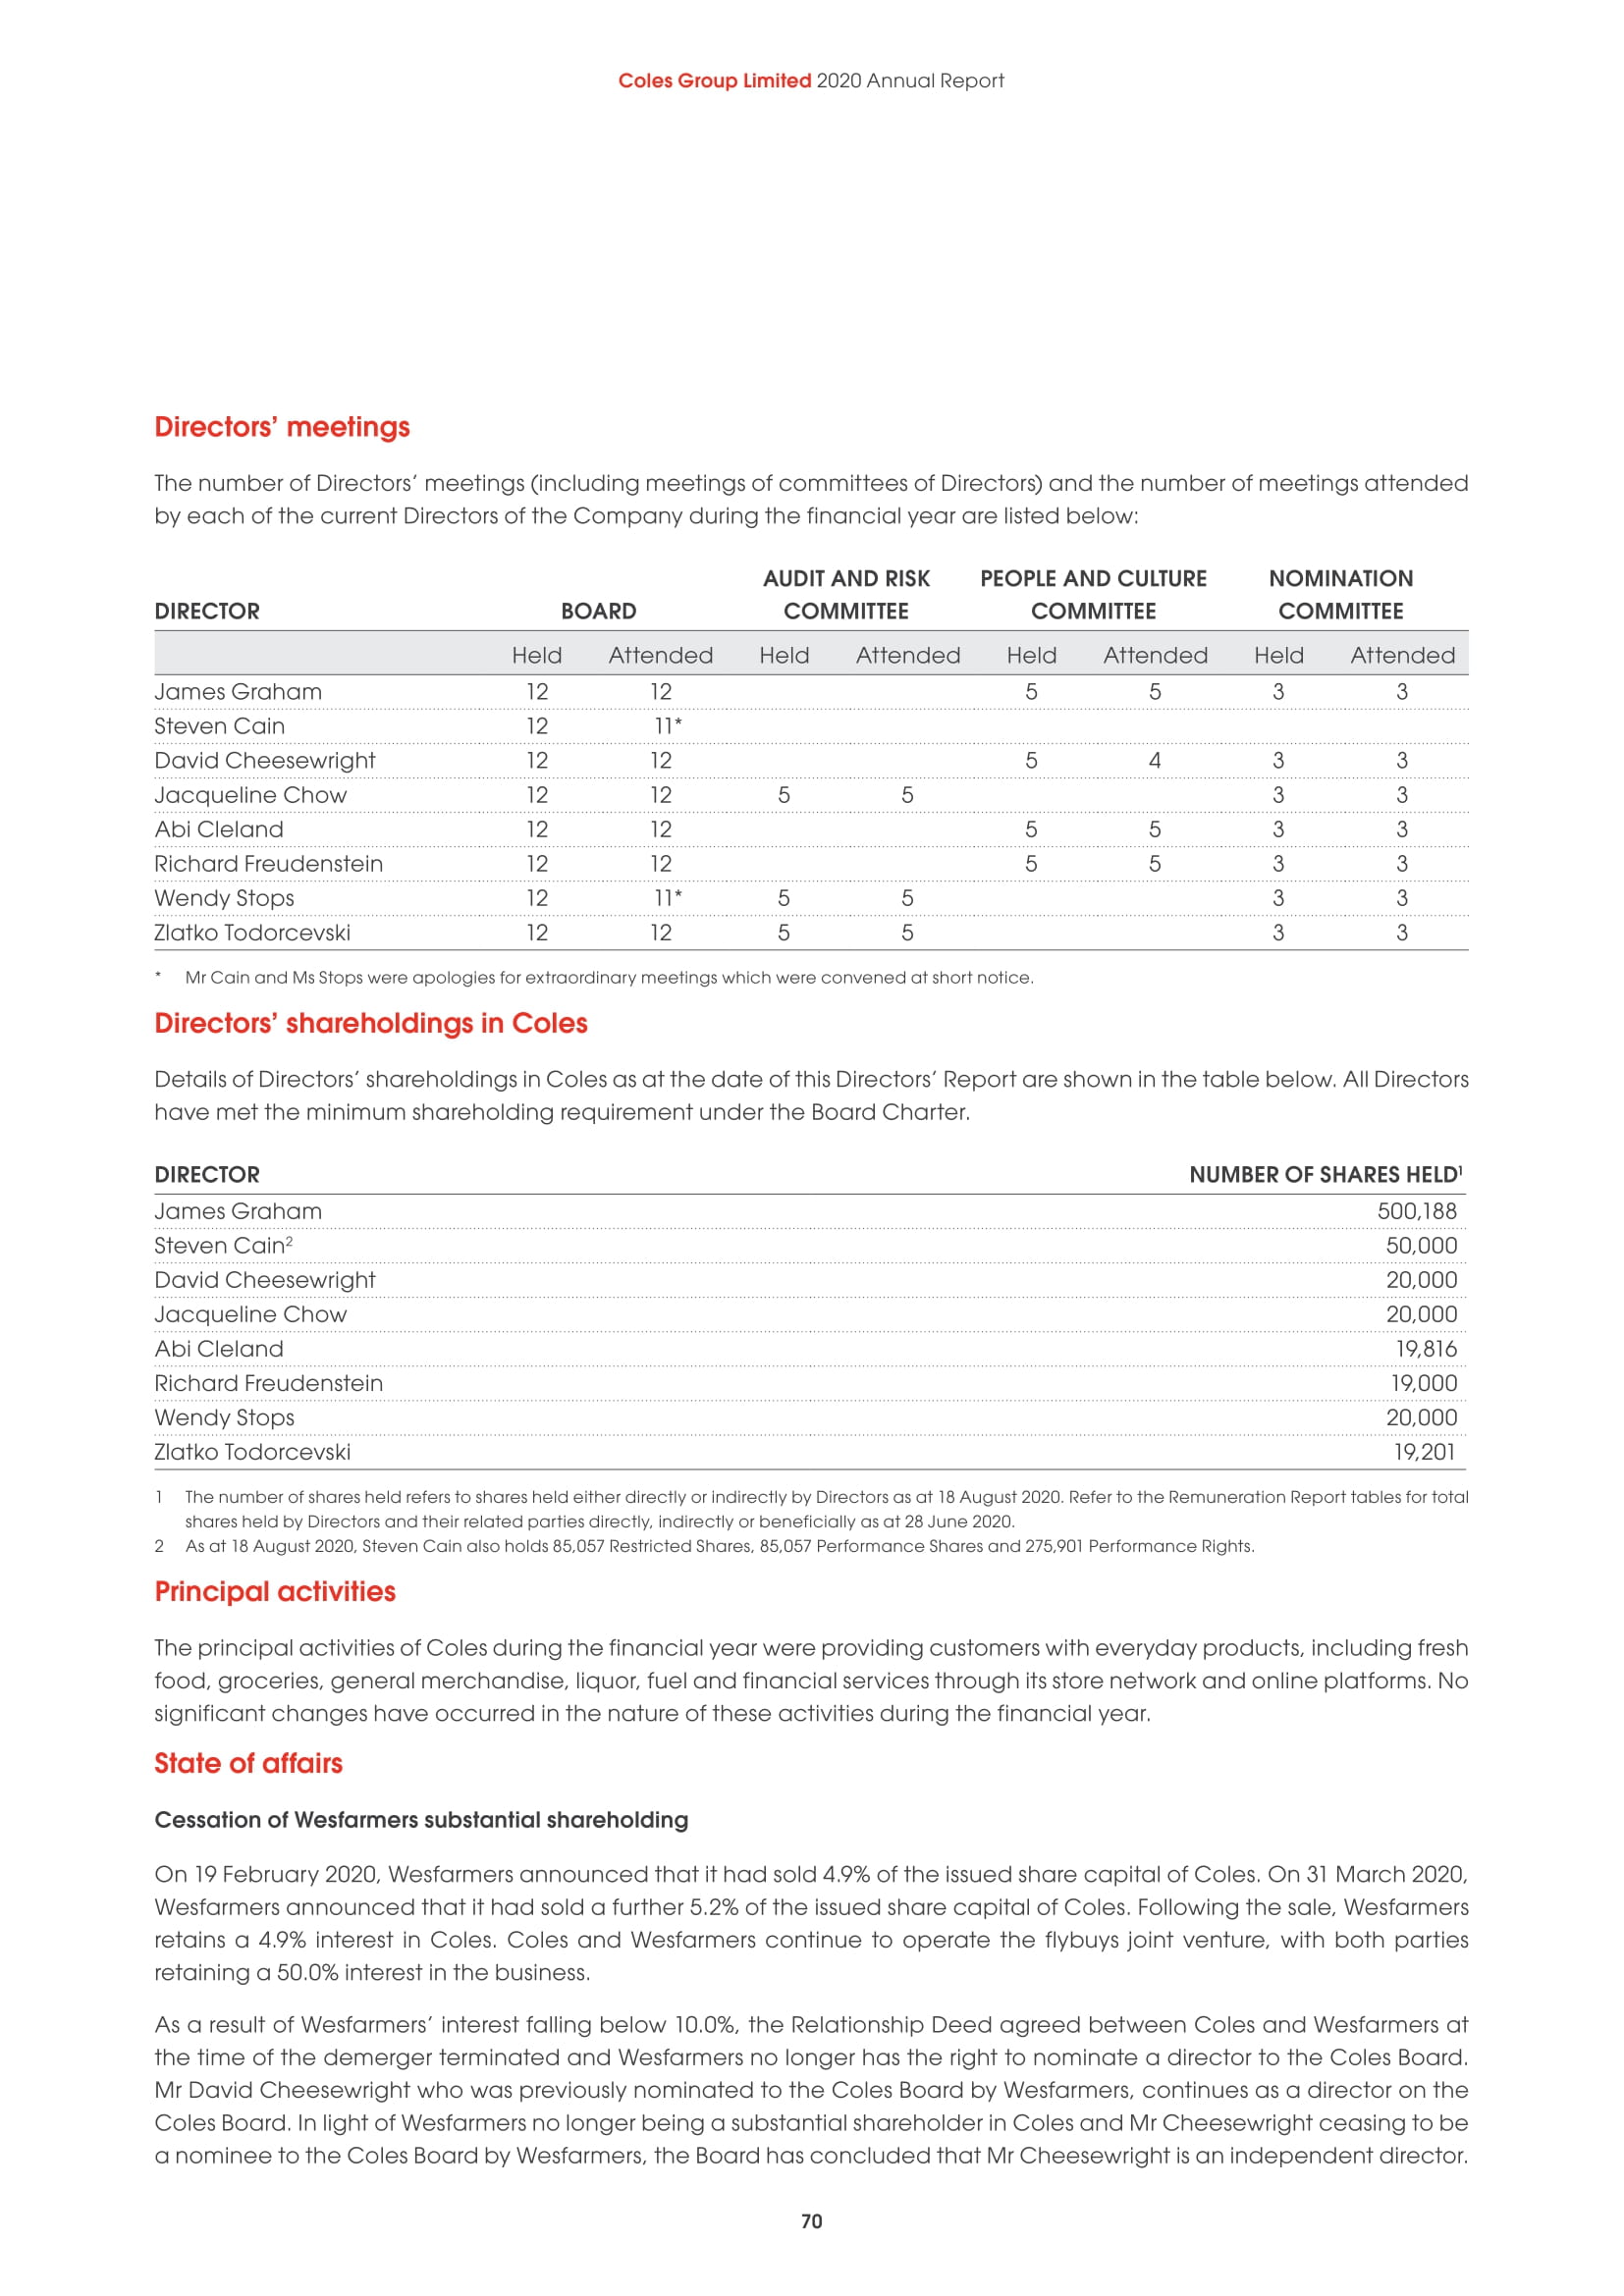 Coles Group Limited 2020 Annual Report
Directors’ meetings
The number of Directors’ meetings (including meetings of committees of Directors) and the number of meetings attended
by each of the current Directors of the Company during the financial year are listed below:
AUDIT AND RISK PEOPLE AND CULTURE NOMINATION
DIRECTOR BOARD COMMITTEE COMMITTEE COMMITTEE
Held Attended Held Attended Held Attended Held Attended
James Graham 12 12 5 5 3 3
Steven Cain 12 11*
David Cheesewright 12 12 5 4 3 3
Jacqueline Chow 12 12 5 5 3 3
Abi Cleland 12 12 5 5 3 3
Richard Freudenstein 12 12 5 5 3 3
Wendy Stops 12 11* 5 5 3 3
Zlatko Todorcevski 12 12 5 5 3 3
* Mr Cain and Ms Stops were apologies for extraordinary meetings which were convened at short notice.
Directors’ shareholdings in Coles
Details of Directors’ shareholdings in Coles as at the date of this Directors’ Report are shown in the table below. All Directors
have met the minimum shareholding requirement under the Board Charter.
DIRECTOR NUMBER OF SHARES HELD¹
James Graham 500,188
Steven Cain² 50,000
David Cheesewright 20,000
Jacqueline Chow 20,000
Abi Cleland 19,816
Richard Freudenstein 19,000
Wendy Stops 20,000
Zlatko Todorcevski 19,201
1 The number of shares held refers to shares held either directly or indirectly by Directors as at 18 August 2020. Refer to the Remuneration Report tables for total
shares held by Directors and their related parties directly, indirectly or beneficially as at 28 June 2020.
2 As at 18 August 2020, Steven Cain also holds 85,057 Restricted Shares, 85,057 Performance Shares and 275,901 Performance Rights.
Principal activities
The principal activities of Coles during the financial year were providing customers with everyday products, including fresh
food, groceries, general merchandise, liquor, fuel and financial services through its store network and online platforms. No
significant changes have occurred in the nature of these activities during the financial year.
State of affairs
Cessation of Wesfarmers substantial shareholding
On 19 February 2020, Wesfarmers announced that it had sold 4.9% of the issued share capital of Coles. On 31 March 2020,
Wesfarmers announced that it had sold a further 5.2% of the issued share capital of Coles. Following the sale, Wesfarmers
retains a 4.9% interest in Coles. Coles and Wesfarmers continue to operate the flybuys joint venture, with both parties
retaining a 50.0% interest in the business.
As a result of Wesfarmers’ interest falling below 10.0%, the Relationship Deed agreed between Coles and Wesfarmers at
the time of the demerger terminated and Wesfarmers no longer has the right to nominate a director to the Coles Board.
Mr David Cheesewright who was previously nominated to the Coles Board by Wesfarmers, continues as a director on the
Coles Board. In light of Wesfarmers no longer being a substantial shareholder in Coles and Mr Cheesewright ceasing to be
a nominee to the Coles Board by Wesfarmers, the Board has concluded that Mr Cheesewright is an independent director.
70